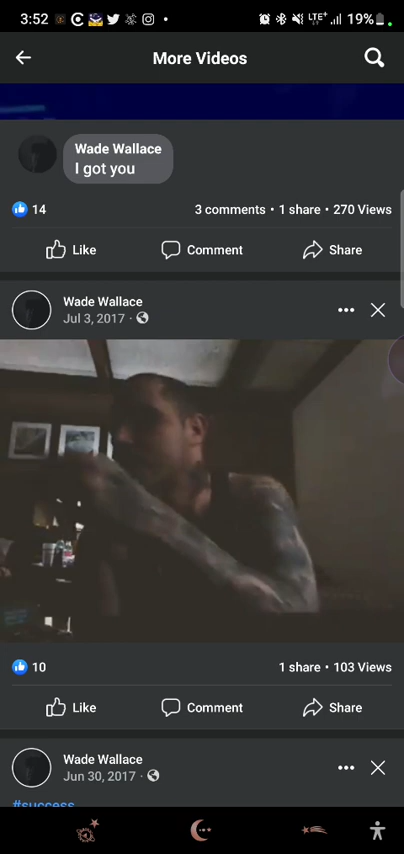 3:52 LTE+ 19%
More Videos
Wade Wallace
I got you
14 3 comments • 1 share • 270 Views
Like Comment Share
Wade Wallace
Jul 3, 2017 •
10 1 share • 103 Views
Like Comment Share
Wade Wallace
Jun 30, 2017 •
#success